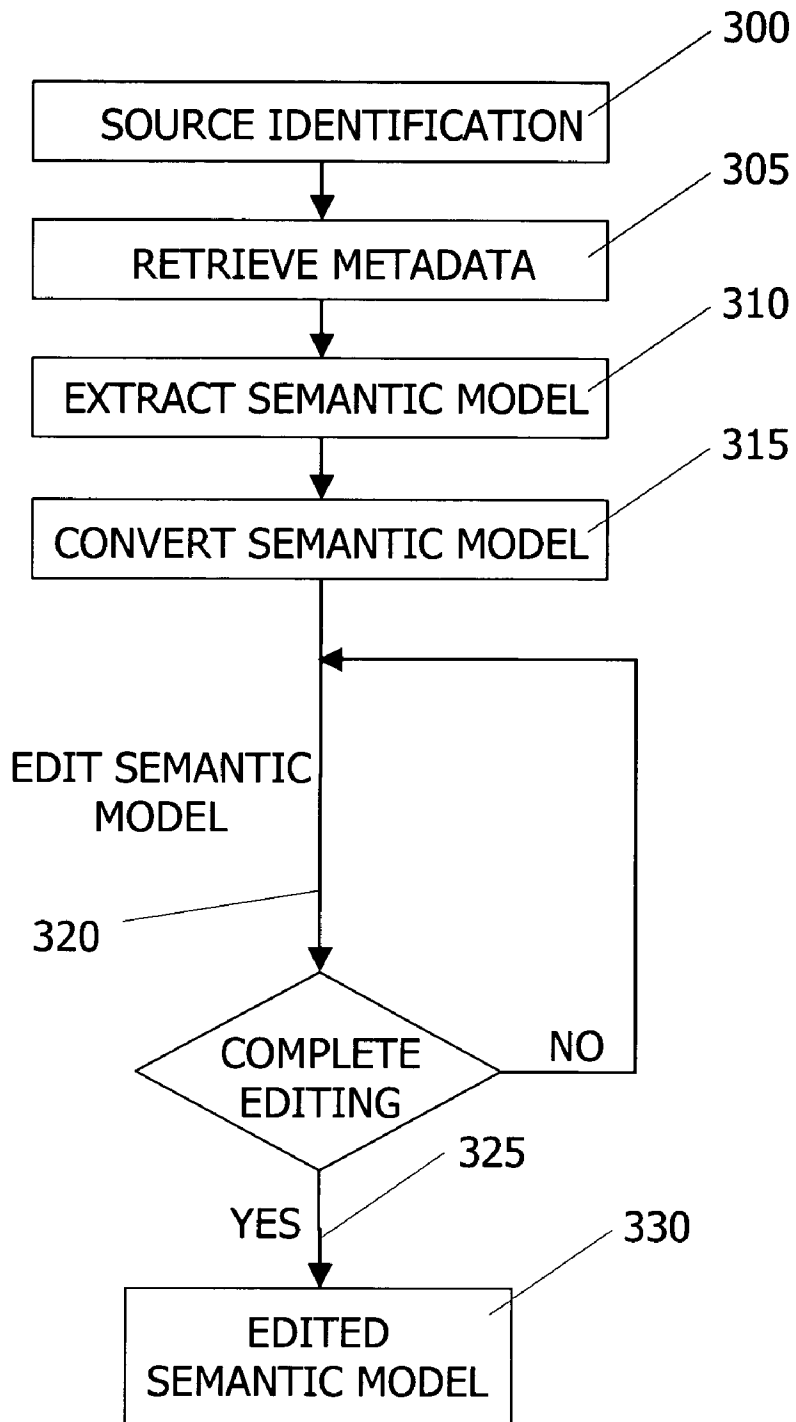 300
SOURCE IDENTIFICATION
305
RETRIEVE METADATA
310
EXTRACT SEMANTIC MODEL
315
CONVERT SEMANTIC MODEL
EDIT SEMANTIC
MODEL
320
COMPLETE
EDITING
NO
325
YES
330
EDITED
SEMANTIC MODEL